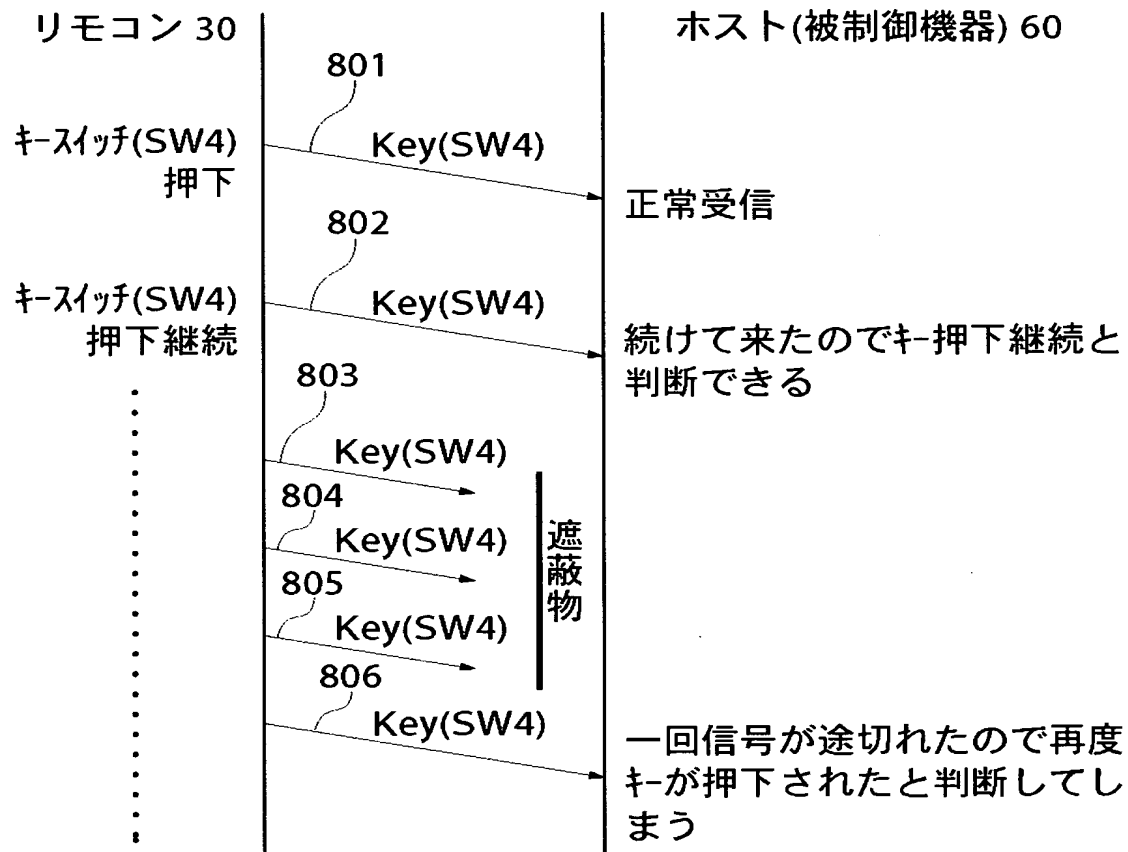 リモコン 30
ホスト(被制御機器) 60
801
ｷｰｽｲｯﾁ(SW4)
押下
Key(SW4)
正常受信
802
ｷｰｽｲｯﾁ(SW4)
押下継続
Key(SW4)
続けて来たのでｷｰ押下継続と
判断できる
803
Key(SW4)
804
Key(SW4)
遮蔽物
805
Key(SW4)
806
Key(SW4)
一回信号が途切れたので再度
ｷｰが押下されたと判断してし
まう